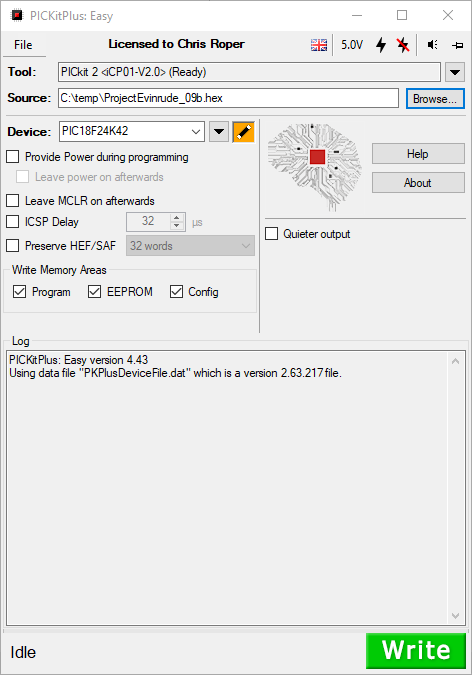 PICKitPlus: Easy
File
Licensed to Chris Roper
5.0V
Tool:
PICkit 2 <iCP01-V2.0> (Ready)
Source:
C:\temp\ProjectEvinrude_09b.hex
Browse...
Device:
PIC18F24K42
Provide Power during programming
Leave power on afterwards
Leave MCLR on afterwards
ICSP Delay
32
µs
Preserve HEF/SAF
32 words
Write Memory Areas
Program
EEPROM
Config
Help
About
Quieter output
Log
PICKitPlus: Easy version 4.43
Using data file "PKPlusDeviceFile.dat" which is a version 2.63.217 file.
Idle
Write